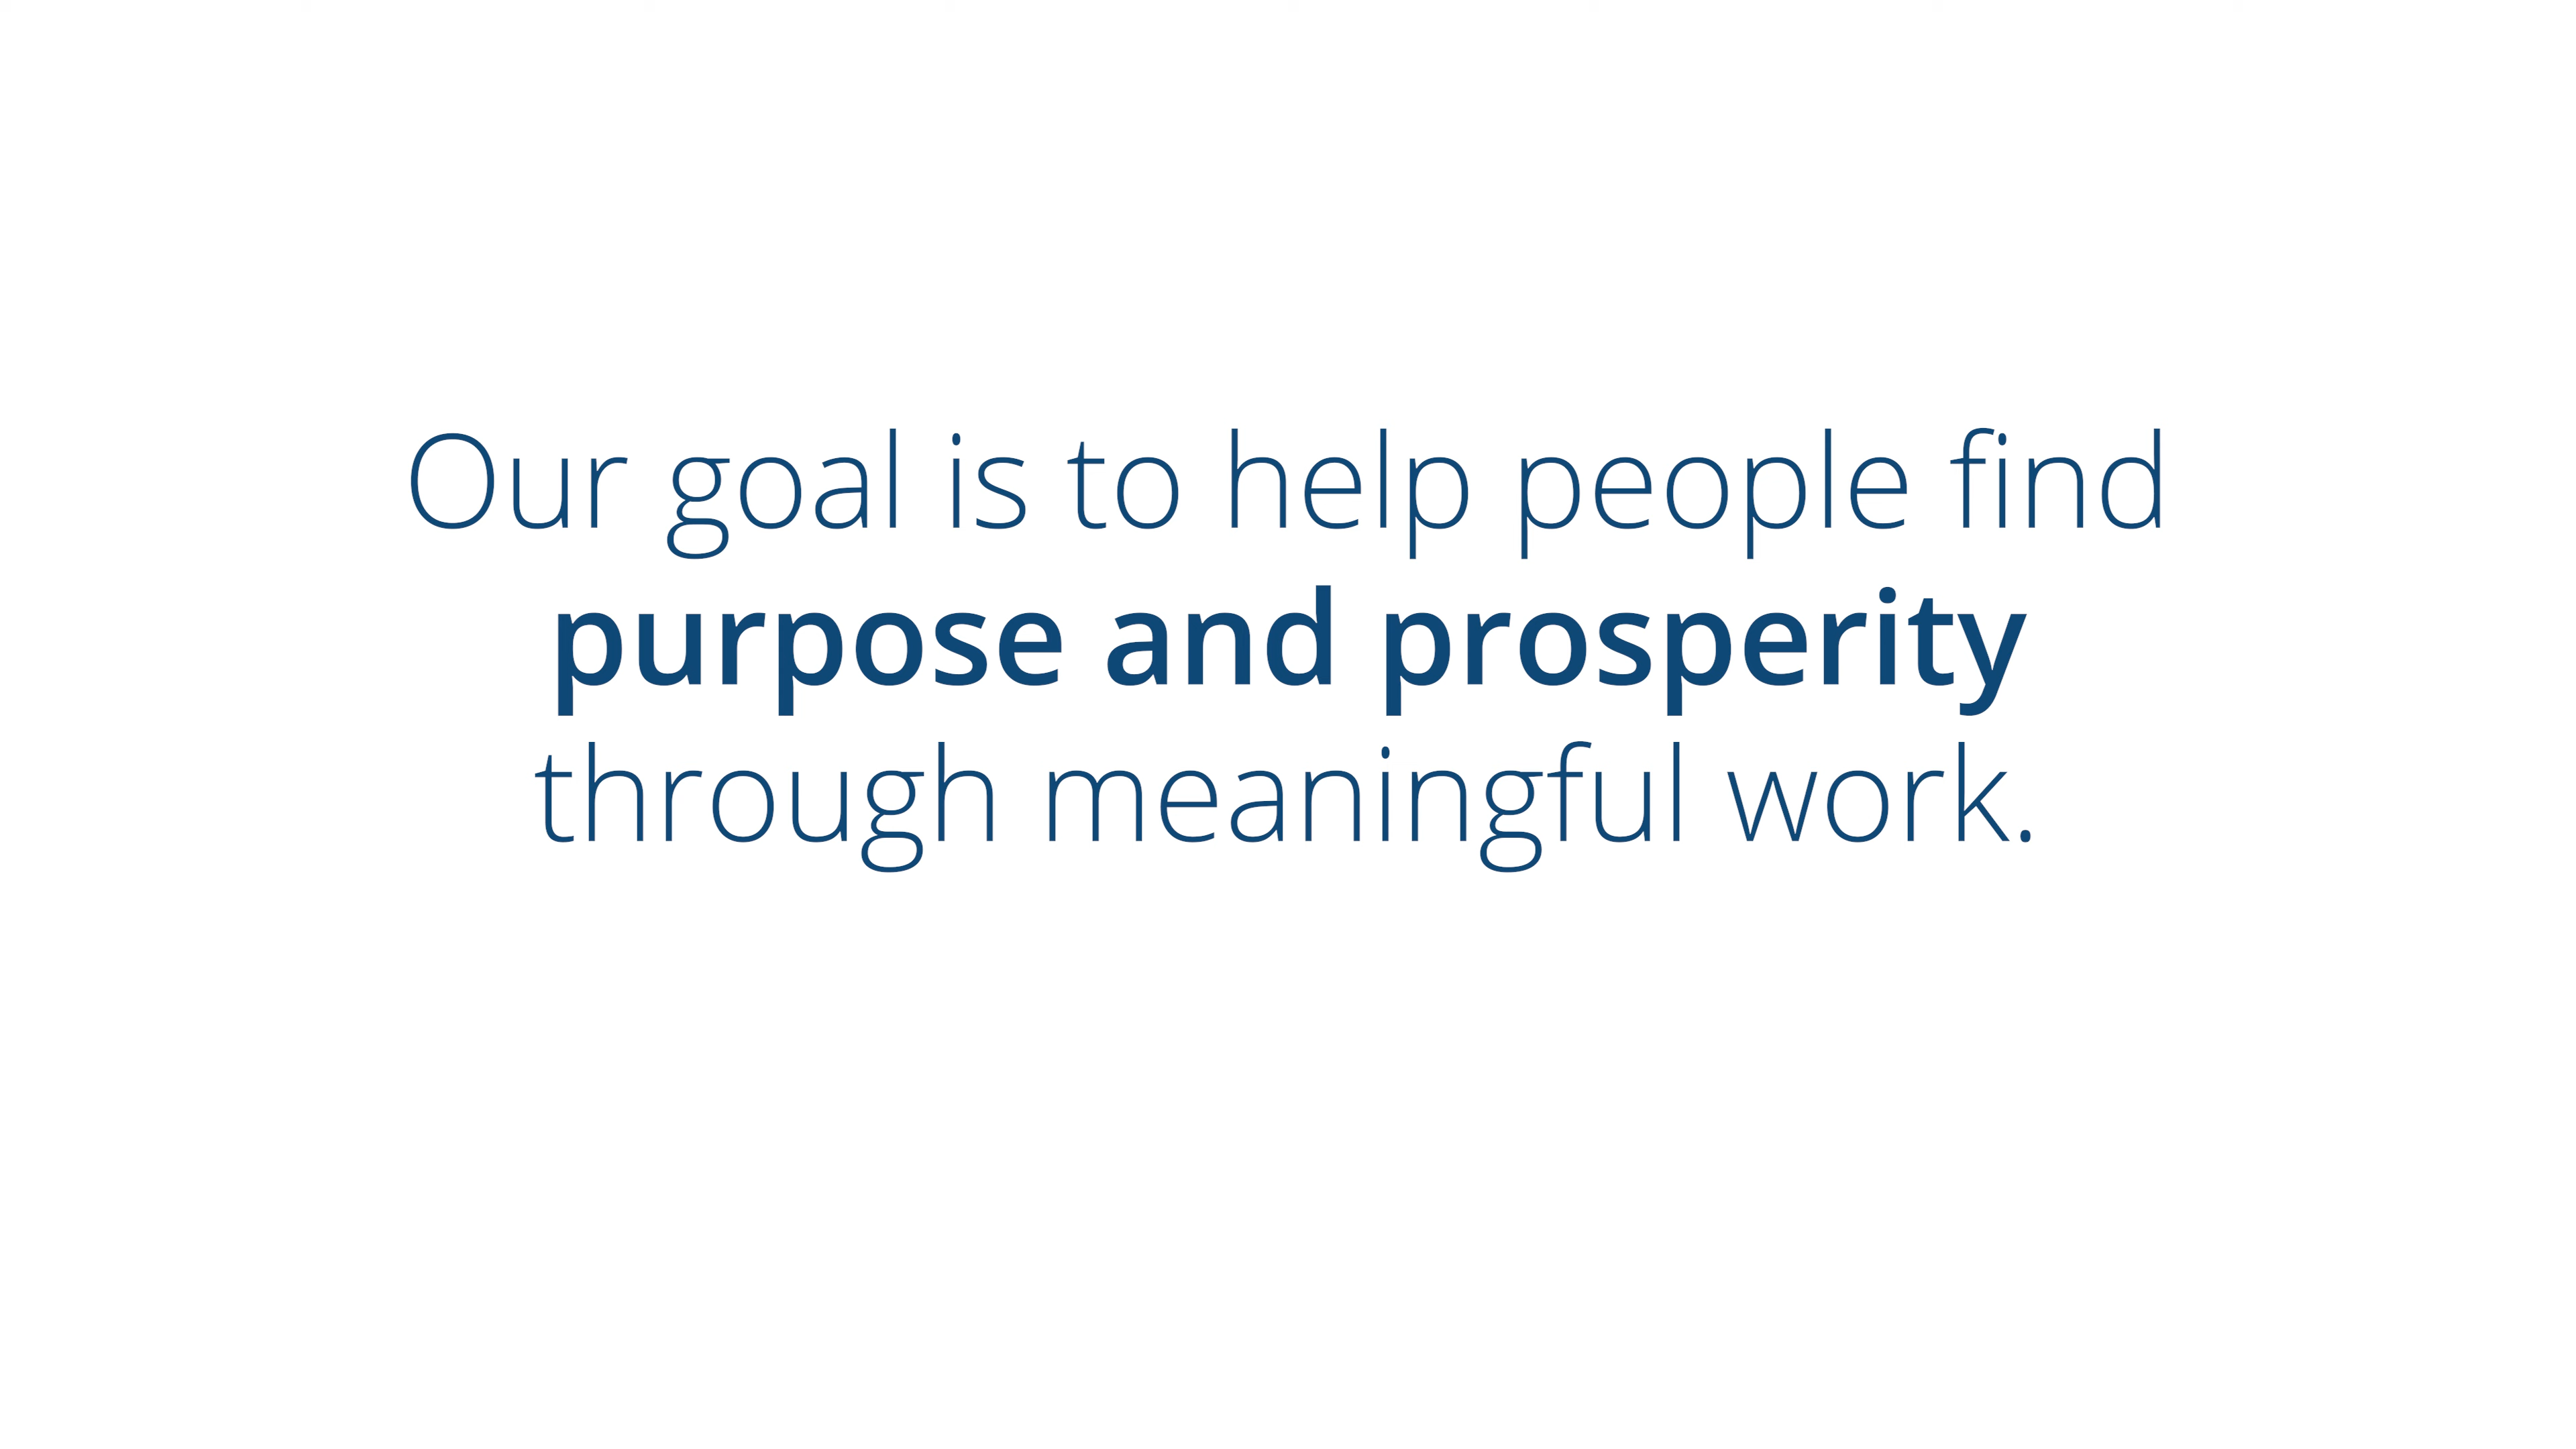 Our goal is to help people find
purpose and prosperity
through meaningful work.